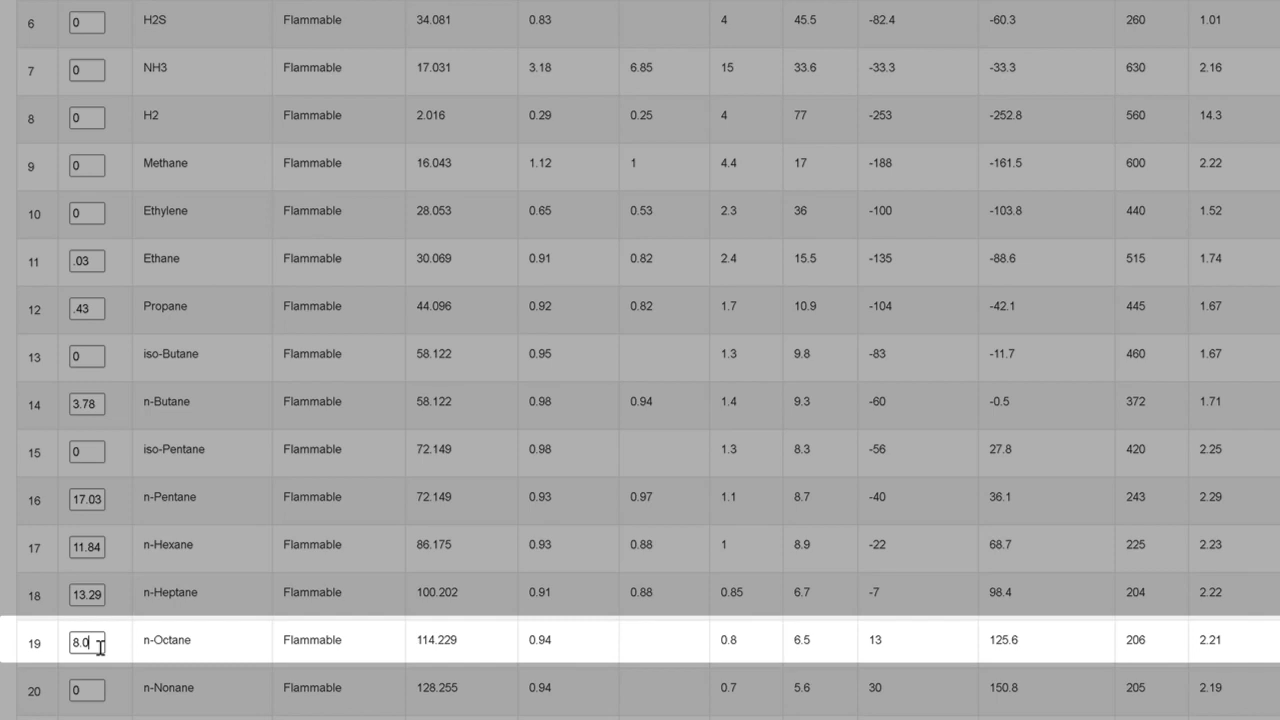 6 0 H2S Flammable 34.081 0.83 4 45.5 -82.4 -60.3 260 1.01
7 0 NH3 Flammable 17.031 3.18 6.85 15 33.6 -33.3 -33.3 630 2.16
8 0 H2 Flammable 2.016 0.29 0.25 4 77 -253 -252.8 560 14.3
9 0 Methane Flammable 16.043 1.12 1 4.4 17 -188 -161.5 600 2.22
10 0 Ethylene Flammable 28.053 0.65 0.53 2.3 36 -100 -103.8 440 1.52
11 .03 Ethane Flammable 30.069 0.91 0.82 2.4 15.5 -135 -88.6 515 1.74
12 .43 Propane Flammable 44.096 0.92 0.82 1.7 10.9 -104 -42.1 445 1.67
13 0 iso-Butane Flammable 58.122 0.95 1.3 9.8 -83 -11.7 460 1.67
14 3.78 n-Butane Flammable 58.122 0.98 0.94 1.4 9.3 -60 -0.5 372 1.71
15 0 iso-Pentane Flammable 72.149 0.98 1.3 8.3 -56 27.8 420 2.25
16 17.03 n-Pentane Flammable 72.149 0.93 0.97 1.1 8.7 -40 36.1 243 2.29
17 11.84 n-Hexane Flammable 86.175 0.93 0.88 1 8.9 -22 68.7 225 2.23
18 13.29 n-Heptane Flammable 100.202 0.91 0.88 0.85 6.7 -7 98.4 204 2.22
19 8.0 n-Octane Flammable 114.229 0.94 0.8 6.5 13 125.6 206 2.21
20 0 n-Nonane Flammable 128.255 0.94 0.7 5.6 30 150.8 205 2.19